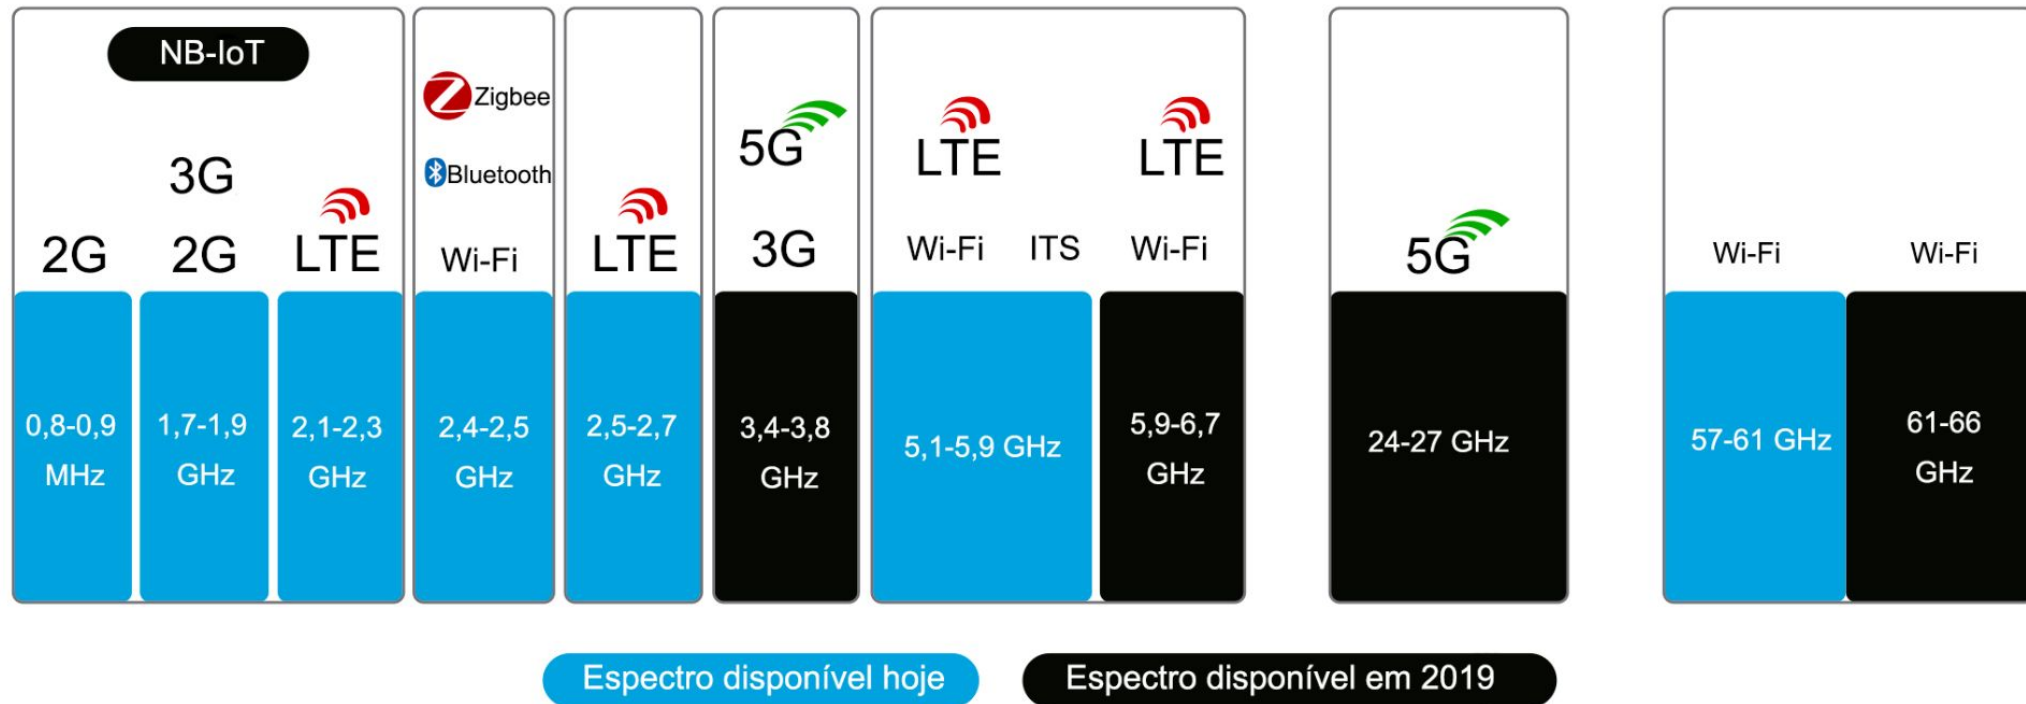 NB-IoT
2G
3G
2G
LTE
0,8-0,9
MHz
1,7-1,9
GHz
2,1-2,3
GHz
Zigbee
Bluetooth
Wi-Fi
2,4-2,5
GHz
LTE
2,5-2,7
GHz
5G
3G
3,4-3,8
GHz
LTE
LTE
Wi-Fi ITS Wi-Fi
5,1-5,9 GHz
5,9-6,7
GHz
5G
24-27 GHz
Wi-Fi
57-61 GHz
Wi-Fi
61-66
GHz
Espectro disponível hoje
Espectro disponível em 2019